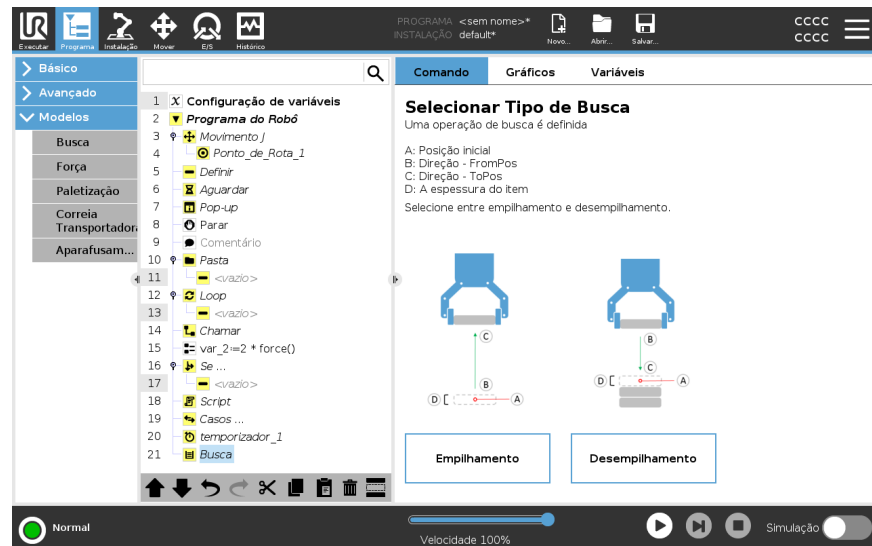 UR
PROGRAMA <sem nome>*
INSTALAÇÃO default*
CCCC
CCCC
Executar Programa Instalação Mover E/S Histórico Novo... Abrir... Salvar...
Básico
Avançado
Modelos
Busca
Força
Paletização
Correia
Transportador
Aparafusam...
1 X Configuração de variáveis
2 Programa do Robô
3 Movimento J
4 Ponto_de_Rota_1
5 Definir
6 Aguardar
7 Pop-up
8 Parar
9 Comentário
10 Pasta
11 <vazio>
12 Loop
13 <vazio>
14 Chamar
15 var_2:=2 * force()
16 Se ...
17 <vazio>
18 Script
19 Casos ...
20 temporizador_1
21 Busca
Comando Gráficos Variáveis
Selecionar Tipo de Busca
Uma operação de busca é definida
A: Posição inicial
B: Direção - FromPos
C: Direção - ToPos
D: A espessura do item
Selecione entre empilhamento e desempilhamento.
C
B
D A
B
C
D A
Empilhamento Desempilhamento
Normal
Velocidade 100%
Simulação